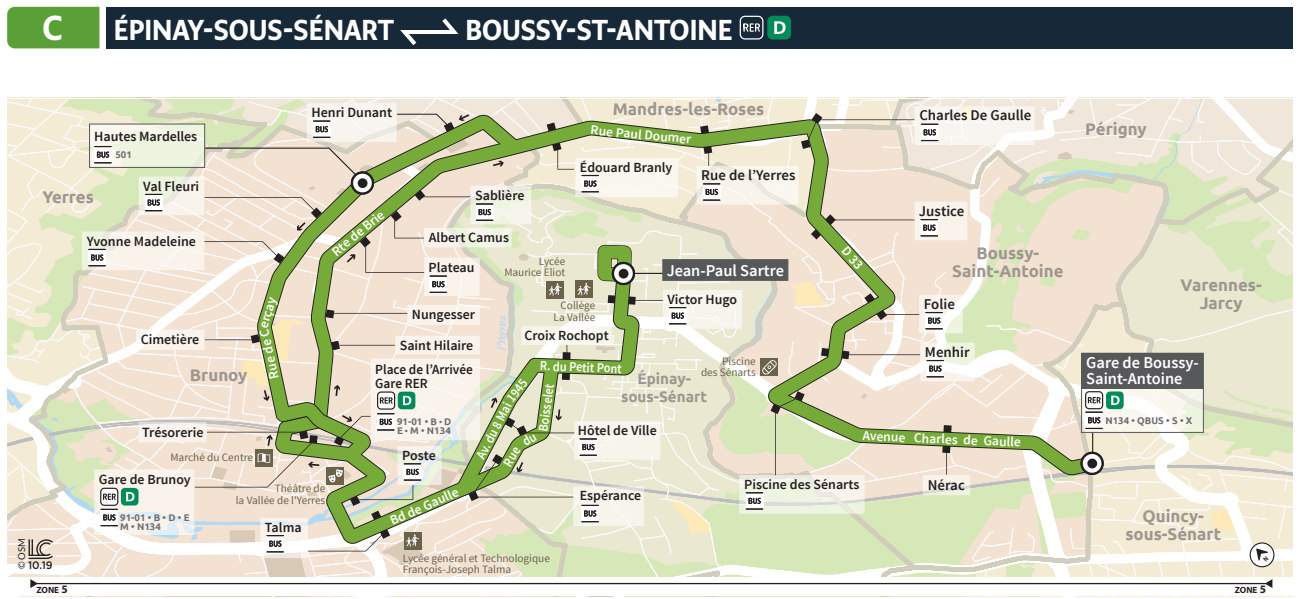 C
ÉPINAY-SOUS-SÉNART BOUSSY-ST-ANTOINE RER D
Henri Dunant
BUS
Mandres-les-Roses
Charles De Gaulle
BUS
Périgny
Hautes Mardelles
BUS 501
Rue Paul Doumer
Édouard Branly
BUS
Rue de l'Yerres
BUS
Val Fleuri
BUS
Yerres
Sablière
BUS
Justice
BUS
Rte de Brie
Albert Camus
Yvonne Madeleine
BUS
D 33
Boussy-
Saint-Antoine
Plateau
BUS
Lycée
Maurice Eliot
Jean-Paul Sartre
Varennes-
Jarcy
Collège
La Vallée
Victor Hugo
BUS
Folie
BUS
Nungesser
l'Yerres
Rue de Cerçay
Cimetière
Saint Hilaire
Croix Rochopt
Menhir
BUS
Brunoy
Place de l'Arrivée
Gare RER
RER D
BUS 91-01 • B • D
E • M • N134
R. du Petit Pont
Piscine
des Sénarts
Gare de Boussy-
Saint-Antoine
RER D
BUS N134 • QBUS • S • X
Épinay-
sous-Sénart
Av. du 8 Mai 1945
Rue du Boisselet
Trésorerie
Hôtel de Ville
BUS
Avenue Charles de Gaulle
Marché du Centre
Poste
BUS
Gare de Brunoy
RER D
BUS 91-01 • B • D • E
M • N134
Théâtre de
la Vallée de l'Yerres
Piscine des Sénarts
BUS
Nérac
Bd de Gaulle
Espérance
BUS
Talma
BUS
Quincy-
sous-Sénart
Lycée général et Technologique
François-Joseph Talma
© OSM
LC
10.19
ZONE 5
ZONE 5